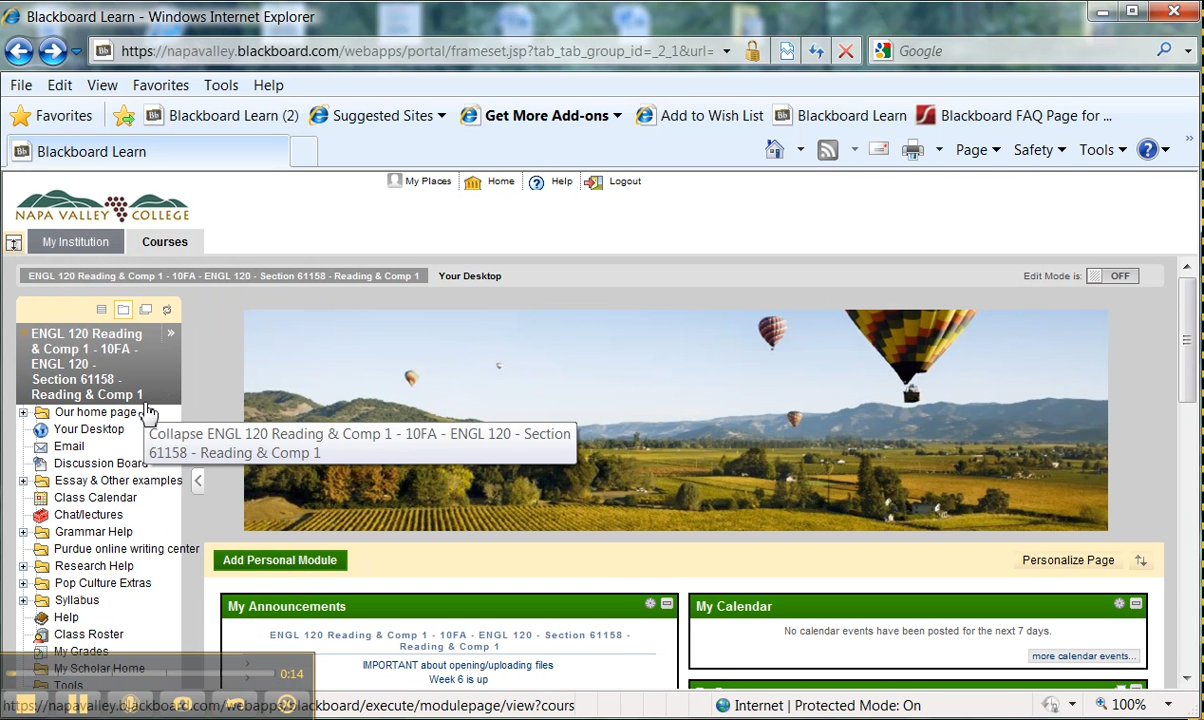 Blackboard Learn - Windows Internet Explorer
https://napavalley.blackboard.com/webapps/portal/frameset.jsp?tab_tab_group_id=_2_1&url=
Google
File Edit View Favorites Tools Help
Favorites Blackboard Learn (2) Suggested Sites Get More Add-ons Add to Wish List Blackboard Learn Blackboard FAQ Page for ...
Blackboard Learn
Page Safety Tools
My Places Home Help Logout
NAPA VALLEY COLLEGE
My Institution Courses
ENGL 120 Reading & Comp 1 - 10FA - ENGL 120 - Section 61158 - Reading & Comp 1 Your Desktop Edit Mode is: OFF
ENGL 120 Reading
& Comp 1 - 10FA -
ENGL 120 -
Section 61158 -
Reading & Comp 1
Our home page
Your Desktop
Email
Discussion Board
Collapse ENGL 120 Reading & Comp 1 - 10FA - ENGL 120 - Section
61158 - Reading & Comp 1
Essay & Other examples
Class Calendar
Chat/lectures
Grammar Help
Purdue online writing center
Research Help
Pop Culture Extras
Syllabus
Help
Class Roster
My Grades
My Scholar Home
Tools
Add Personal Module Personalize Page
My Announcements
ENGL 120 Reading & Comp 1 - 10FA - ENGL 120 - Section 61158 -
Reading & Comp 1
IMPORTANT about opening/uploading files
Week 6 is up
My Calendar
No calendar events have been posted for the next 7 days.
more calendar events...
0:14
https://napavalley.blackboard.com/webapps/blackboard/execute/modulepage/view?cours
Internet | Protected Mode: On 100%